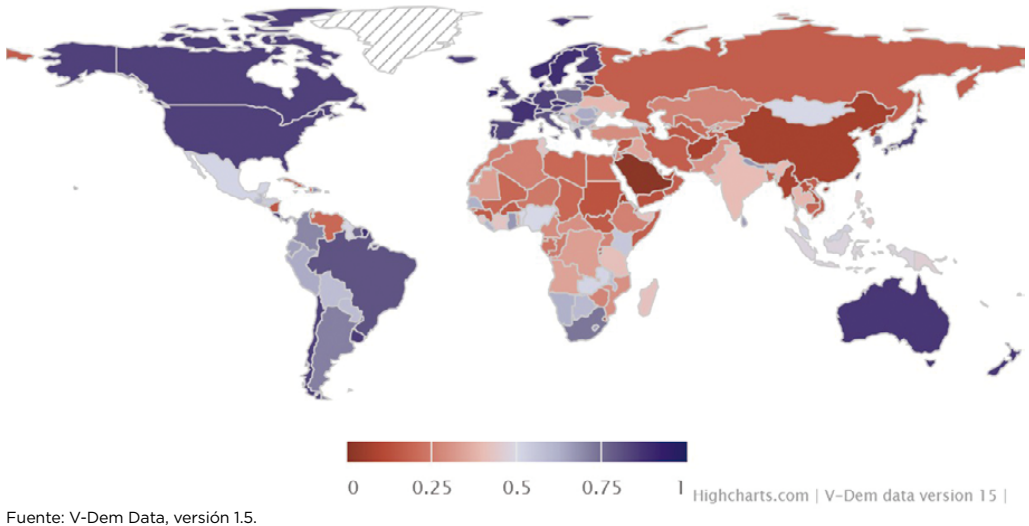 0 0.25 0.5 0.75 1
Highcharts.com | V-Dem data version 15 |
Fuente: V-Dem Data, versión 1.5.